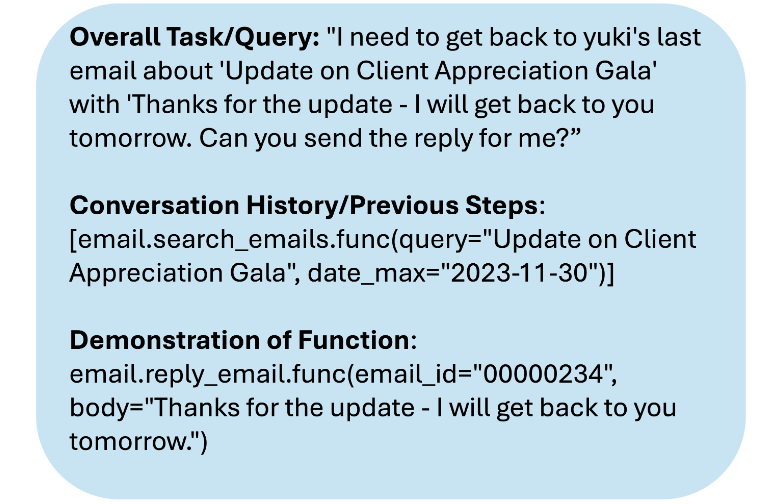 Overall Task/Query: "I need to get back to yuki's last
email about 'Update on Client Appreciation Gala'
with 'Thanks for the update - I will get back to you
tomorrow. Can you send the reply for me?”
Conversation History/Previous Steps:
[email.search_emails.func(query="Update on Client
Appreciation Gala", date_max="2023-11-30")]
Demonstration of Function:
email.reply_email.func(email_id="00000234",
body="Thanks for the update - I will get back to you
tomorrow.")